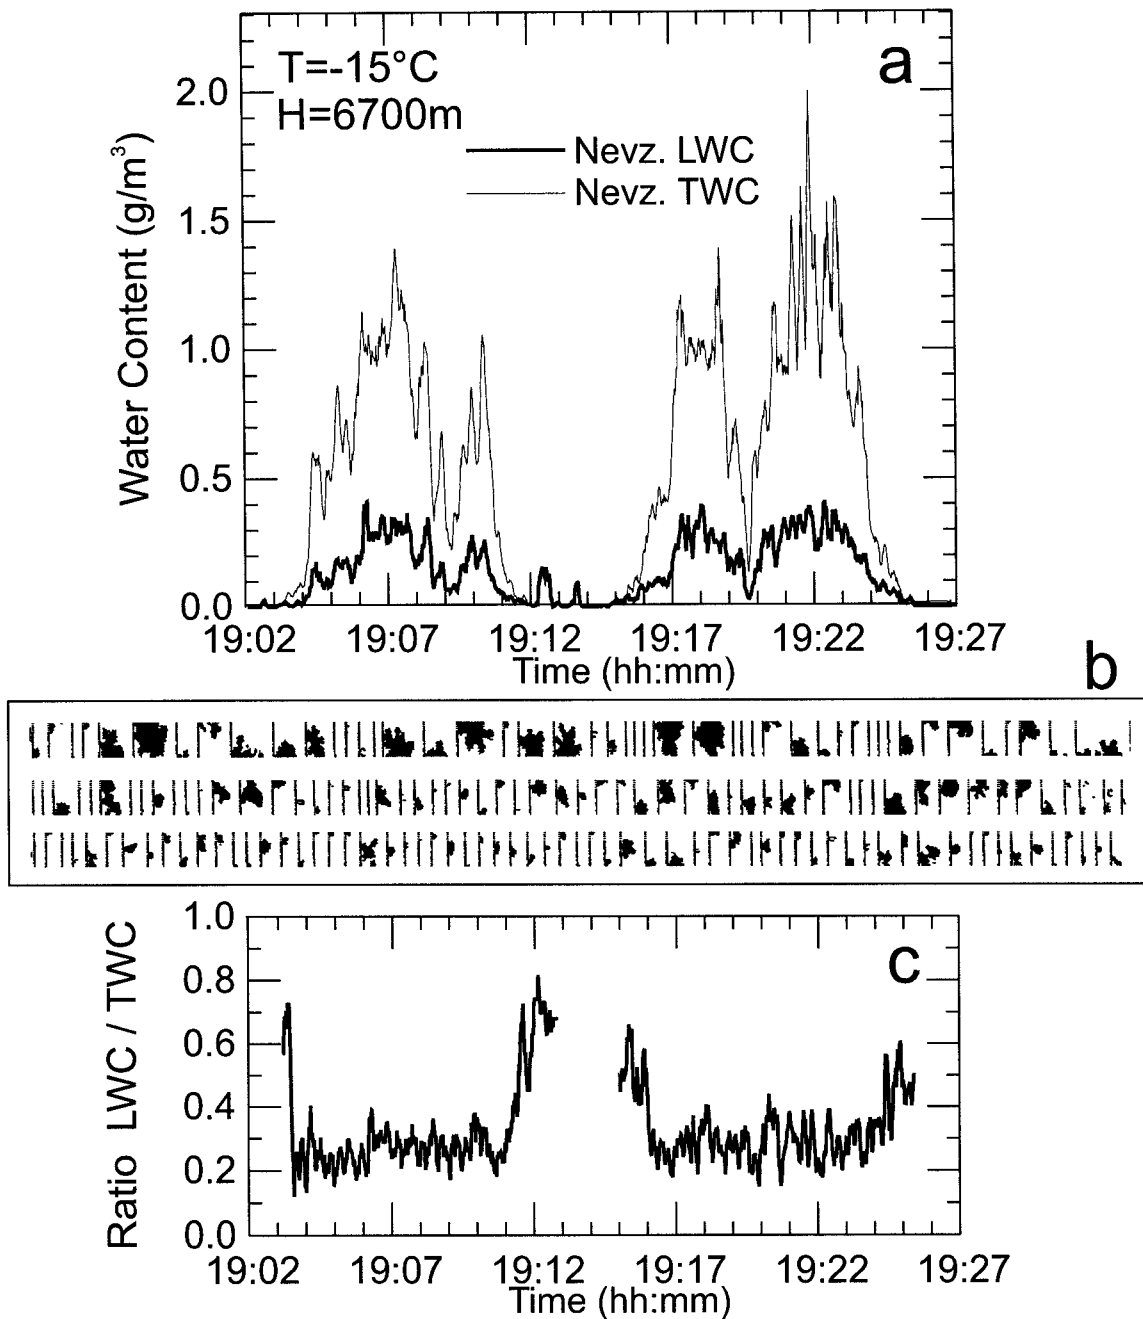 a
T=-15°C
H=6700m
Nevz. LWC
Nevz. TWC
Water Content (g/m³)
2.0
1.5
1.0
0.5
0.0
19:02 19:07 19:12 19:17 19:22 19:27
Time (hh:mm)
b
c
Ratio LWC / TWC
1.0
0.8
0.6
0.4
0.2
0.0
19:02 19:07 19:12 19:17 19:22 19:27
Time (hh:mm)